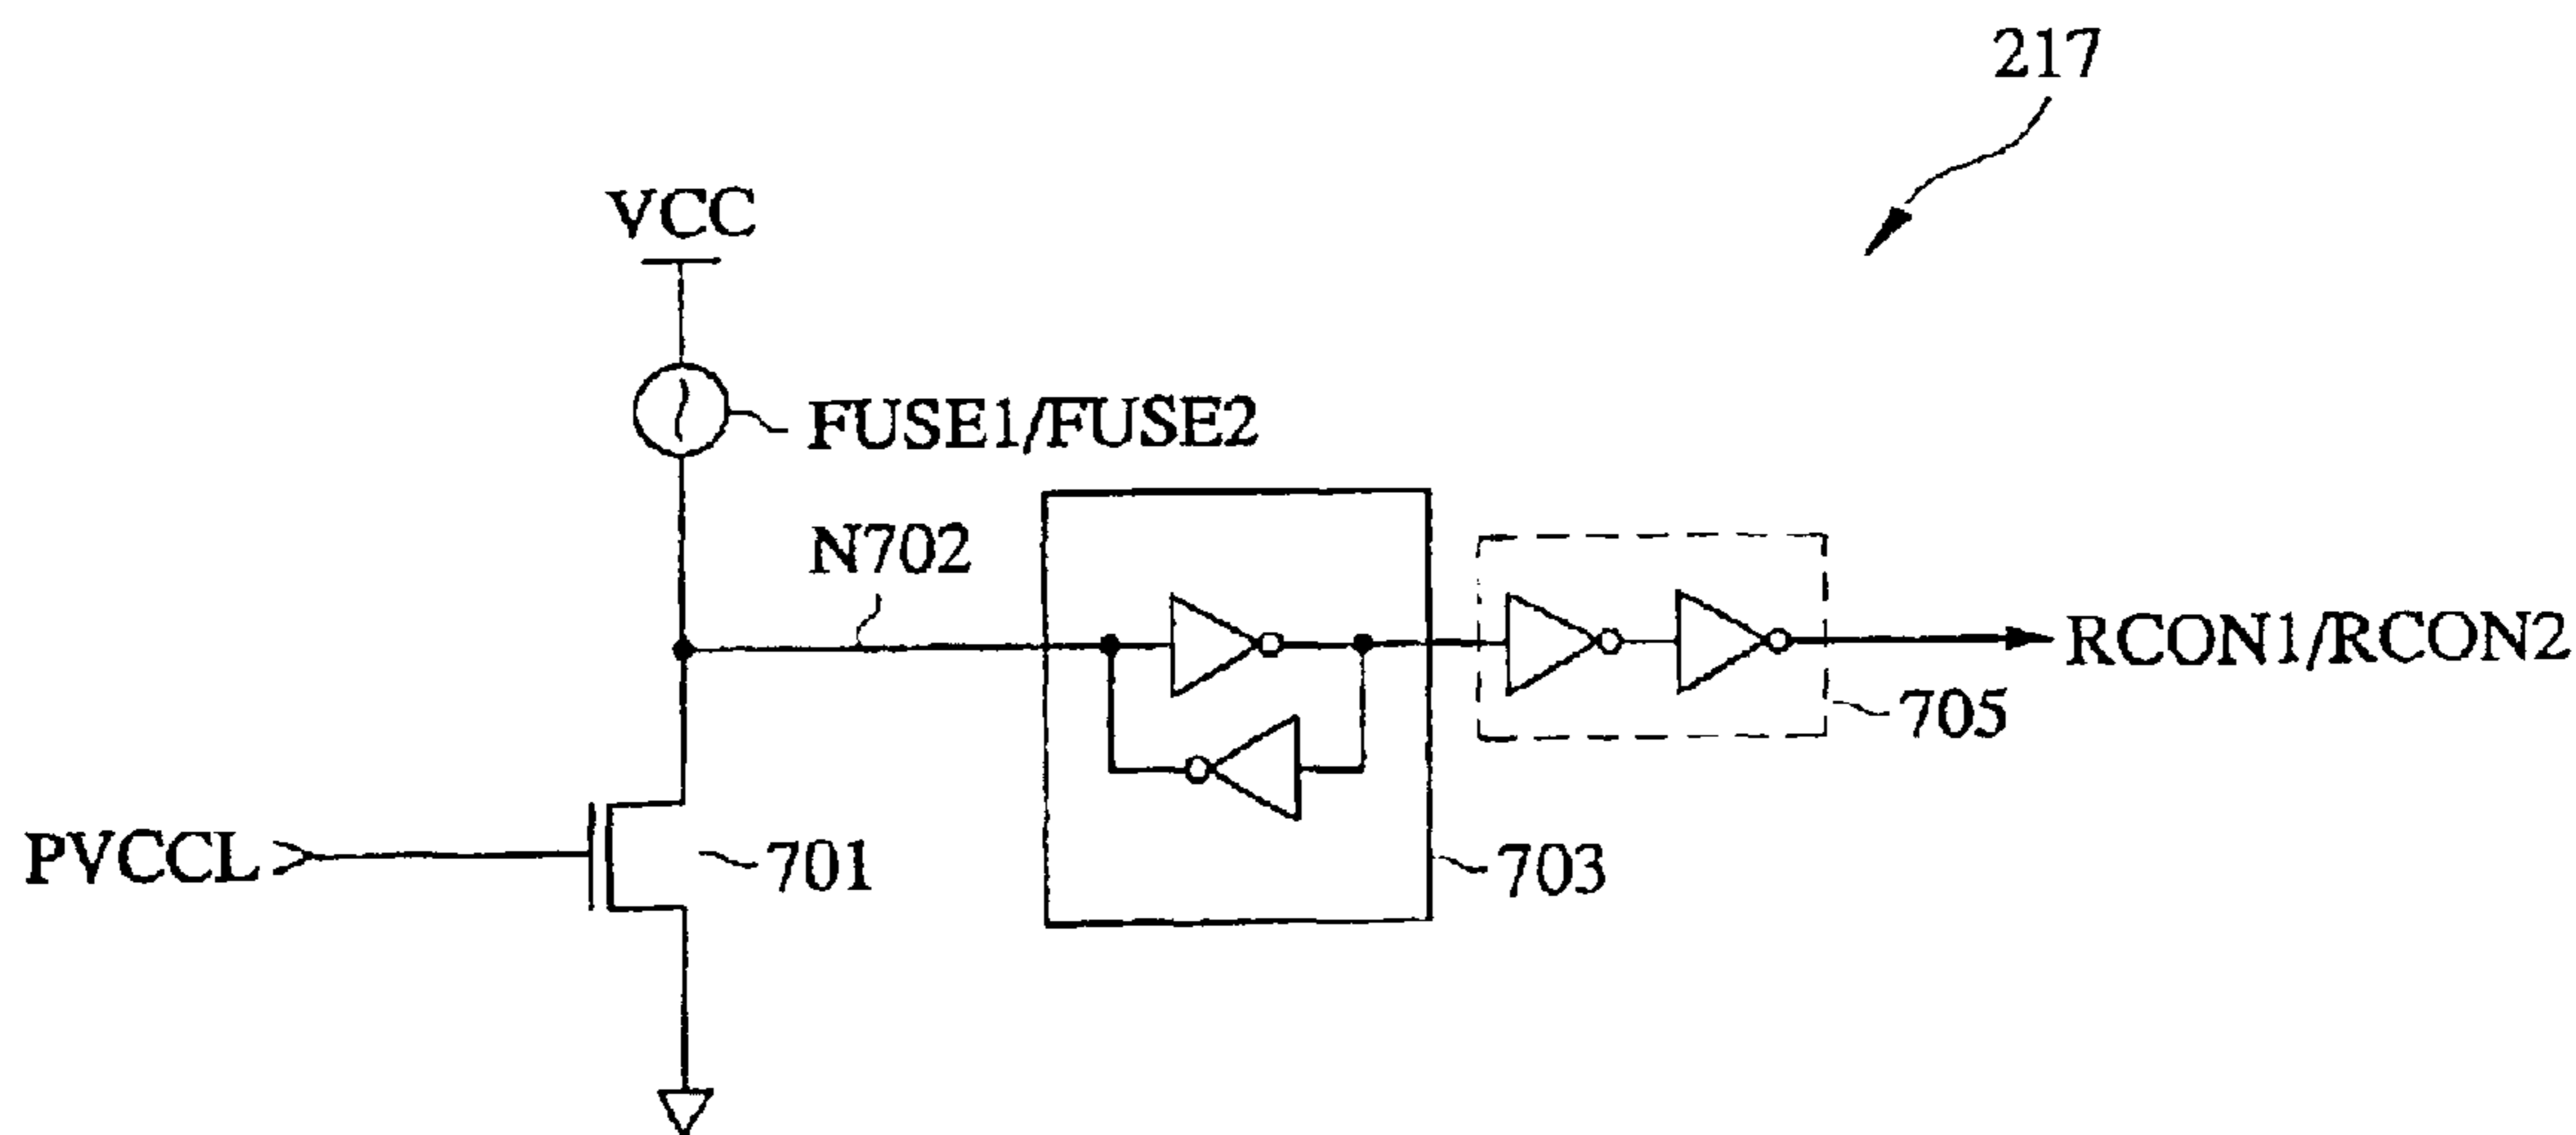 217
VCC
FUSE1/FUSE2
N702
RCON1/RCON2
705
PVCCL
701
703